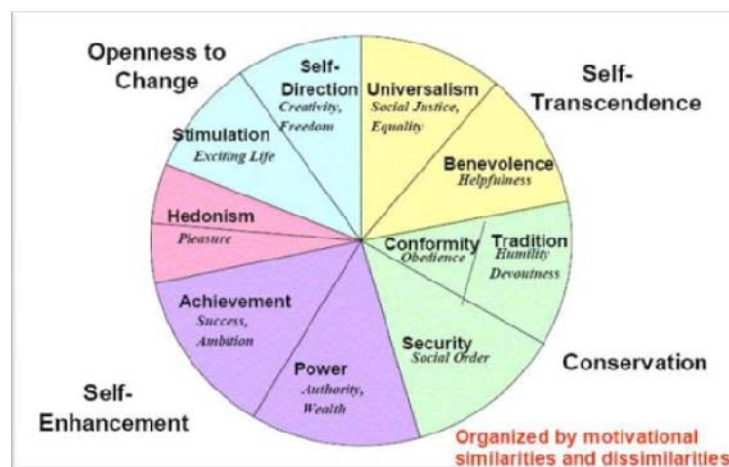 Openness to
Change
Self-
Direction
Creativity,
Freedom
Universalism
Social Justice,
Equality
Self-
Transcendence
Stimulation
Exciting Life
Benevolence
Helpfulness
Hedonism
Pleasure
Conformity
Obedience
Tradition
Humility
Devoutness
Achievement
Success,
Ambition
Security
Social Order
Conservation
Power
Authority,
Wealth
Self-
Enhancement
Organized by motivational
similarities and dissimilarities